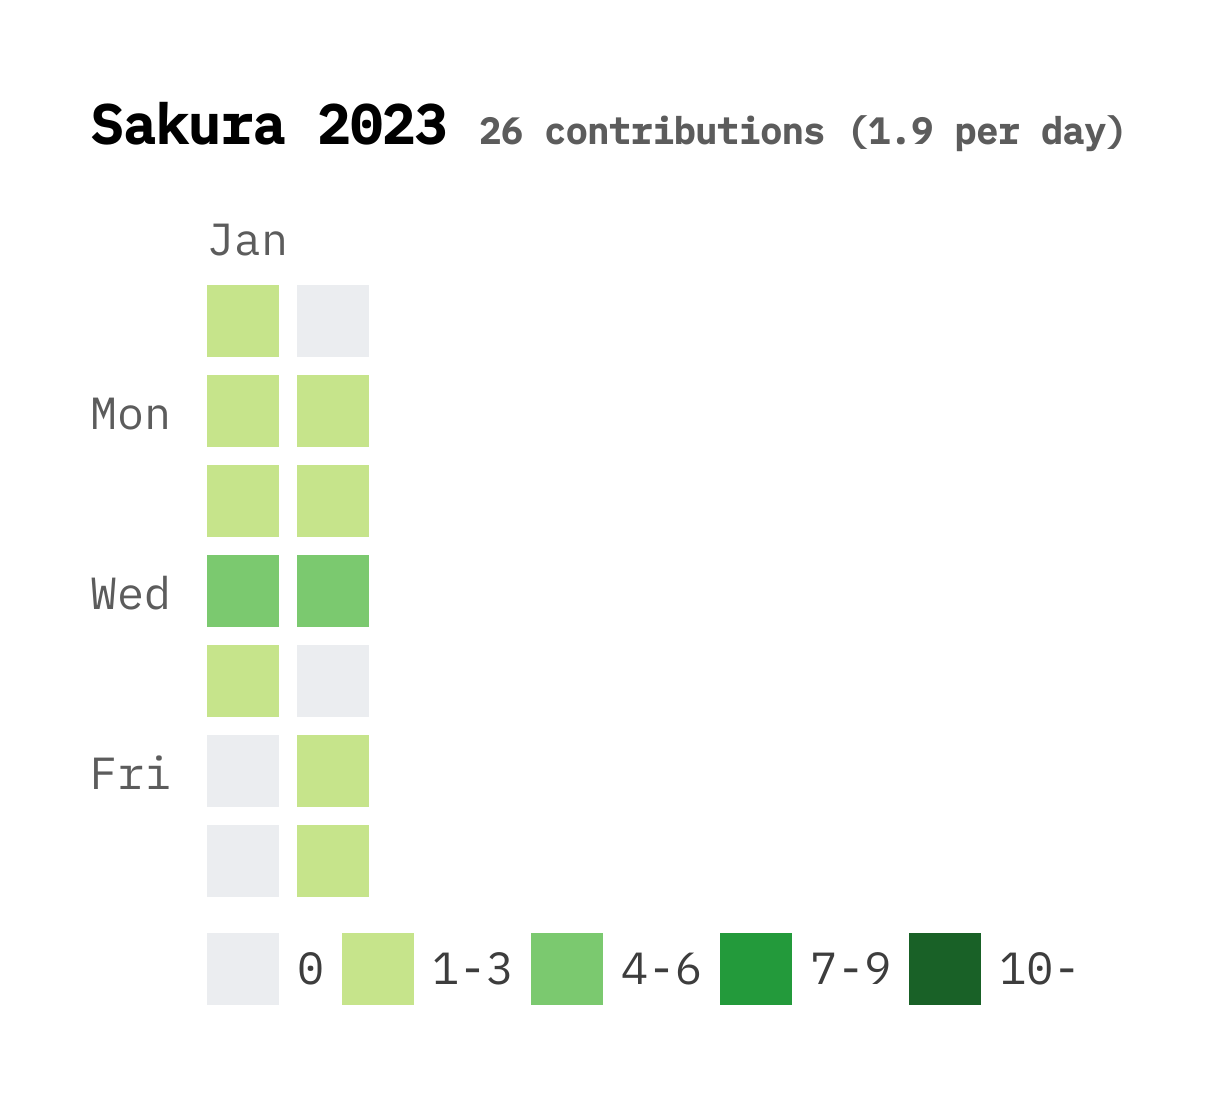 Sakura 2023 26 contributions (1.9 per day)
Jan
Mon
Wed
Fri
0 1-3 4-6 7-9 10-